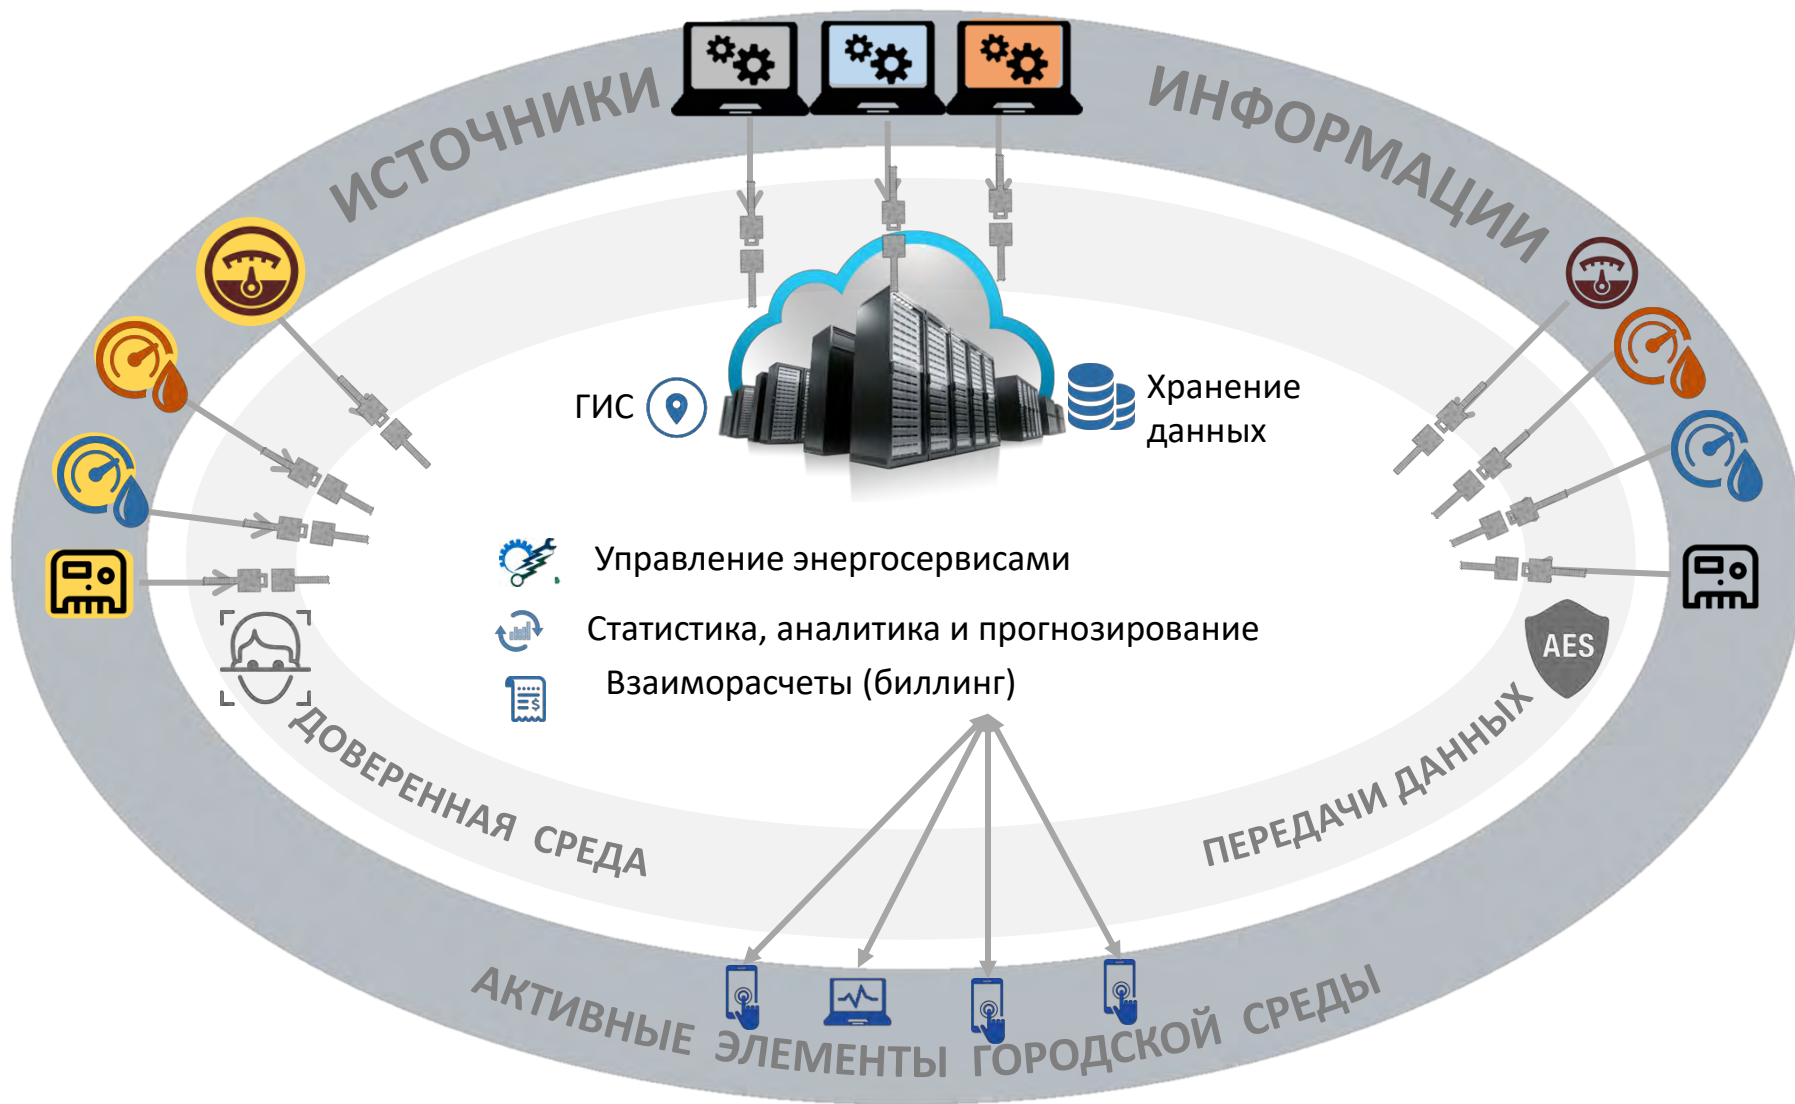 ИСТОЧНИКИ ИНФОРМАЦИИ
ГИС
Хранение
данных
Управление энергосервисами
Статистика, аналитика и прогнозирование
Взаиморасчеты (биллинг)
AES
ДОВЕРЕННАЯ СРЕДА ПЕРЕДАЧИ ДАННЫХ
АКТИВНЫЕ ЭЛЕМЕНТЫ ГОРОДСКОЙ СРЕДЫ